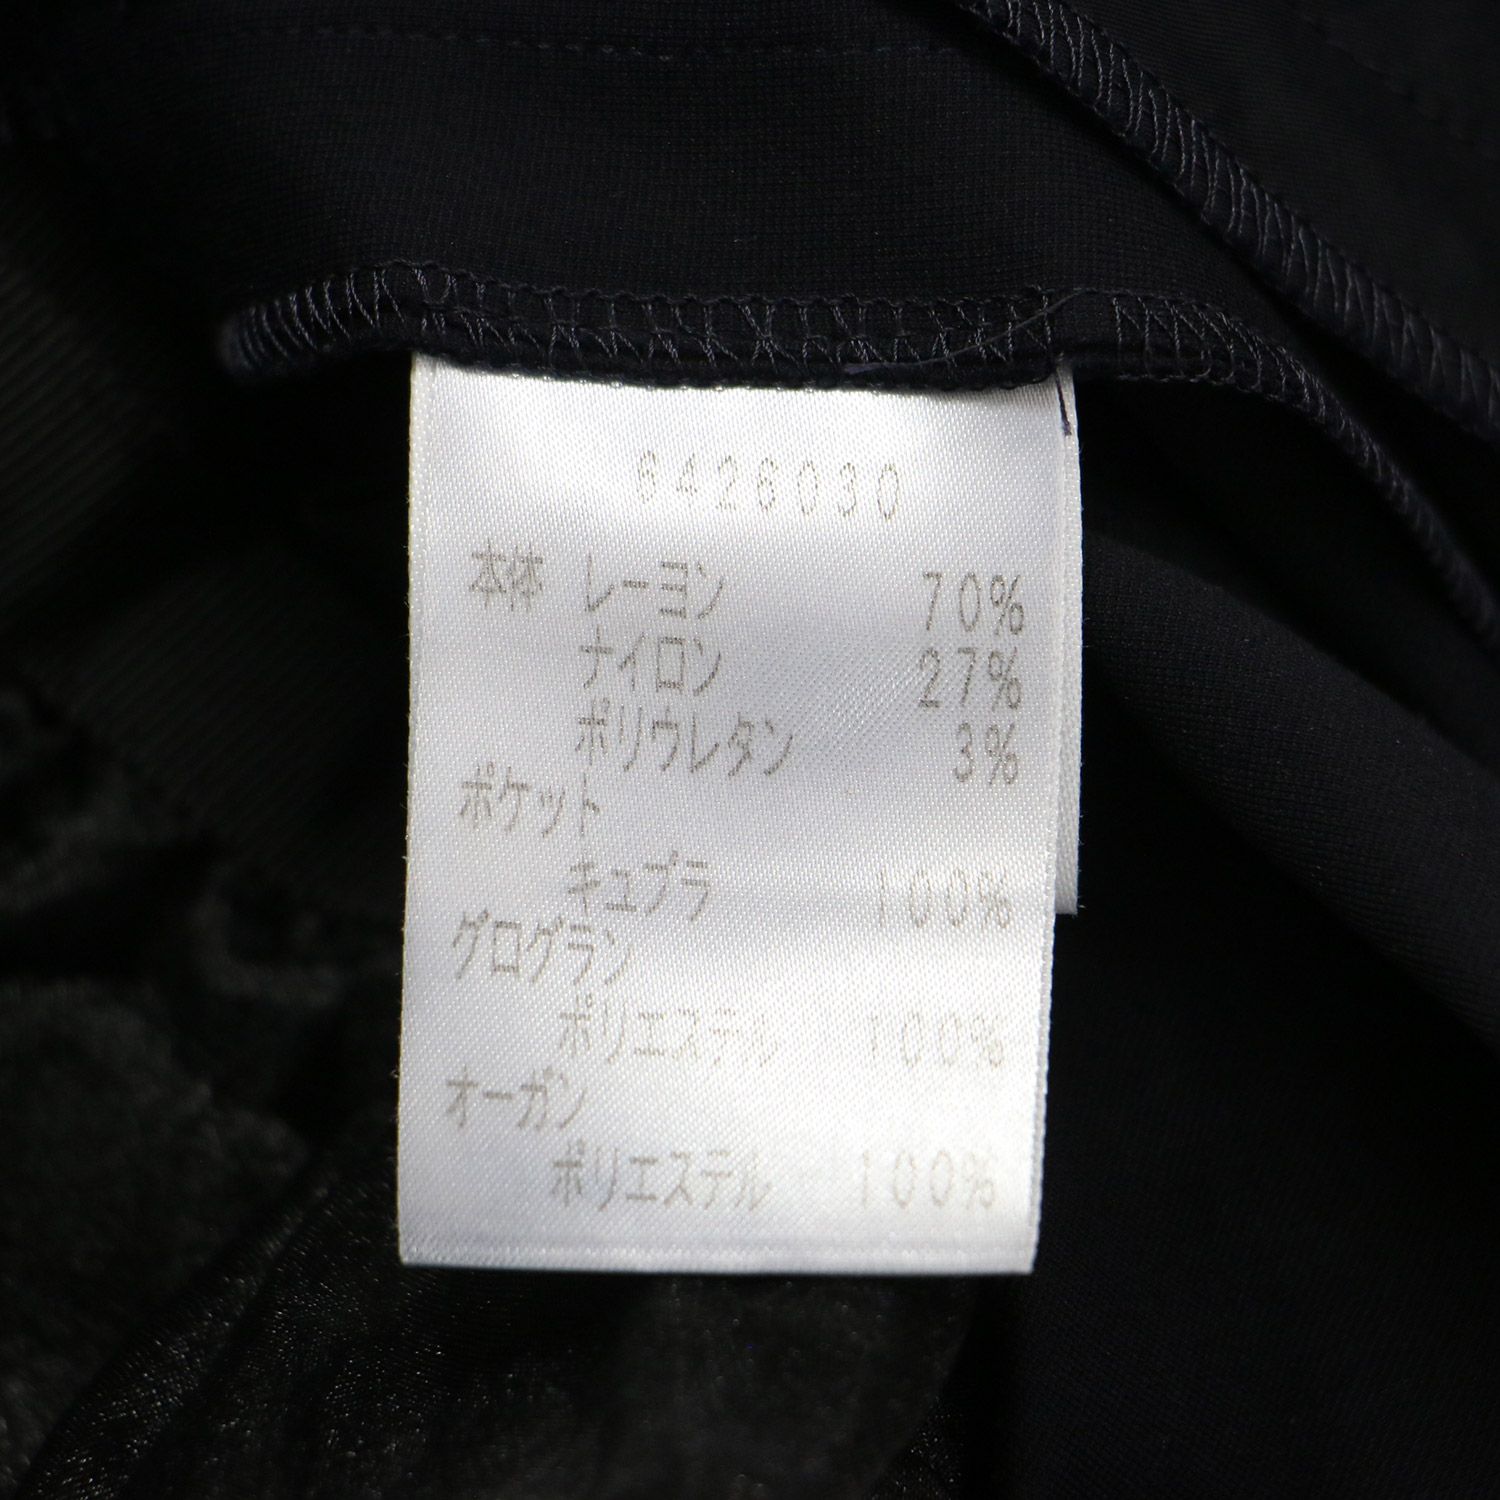 6426030
本体 レーヨン 70%
ナイロン 27%
ポリウレタン 3%
ポケット
キュプラ 100%
グログラン
ポリエステル 100%
オーガン
ポリエステル 100%